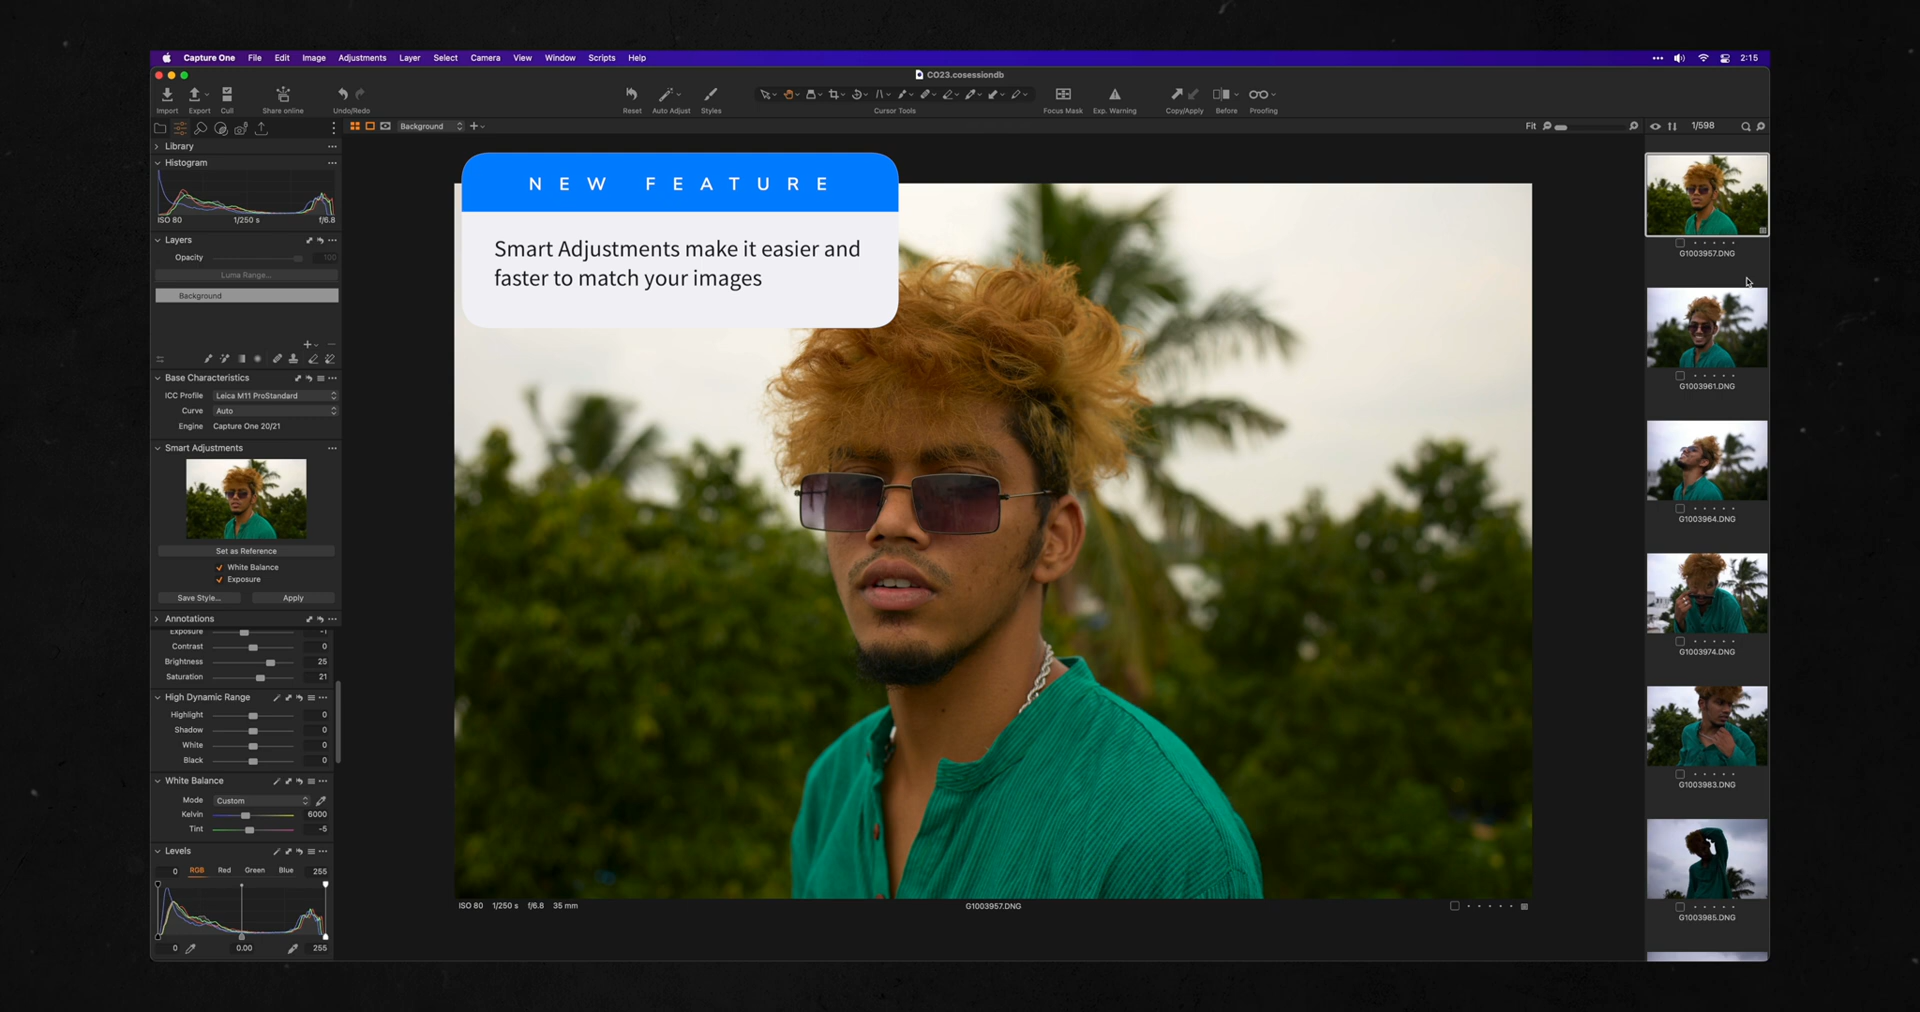 Capture One File Edit Image Adjustments Layer Select Camera View Window Scripts Help 2:15
CO23.cosessiondb
Import Export Cull Share online Undo/Redo Reset Auto Adjust Styles Cursor Tools Focus Mask Exp. Warning Copy/Apply Before Proofing
Background Fit 1/598
Library
Histogram
ISO 80 1/250 s f/6.8
Layers
Opacity 100
Luma Range...
Background
Base Characteristics
ICC Profile Leica M11 ProStandard
Curve Auto
Engine Capture One 20/21
Smart Adjustments
Set as Reference
White Balance
Exposure
Save Style... Apply
Annotations
Exposure -1
Contrast 0
Brightness 25
Saturation 21
High Dynamic Range
Highlight 0
Shadow 0
White 0
Black 0
White Balance
Mode Custom
Kelvin 6000
Tint -5
Levels
0 RGB Red Green Blue 255
0 0.00 255
NEW FEATURE
Smart Adjustments make it easier and
faster to match your images
ISO 80 1/250 s f/6.8 35 mm G1003957.DNG
G1003957.DNG
G1003961.DNG
G1003964.DNG
G1003974.DNG
G1003983.DNG
G1003985.DNG